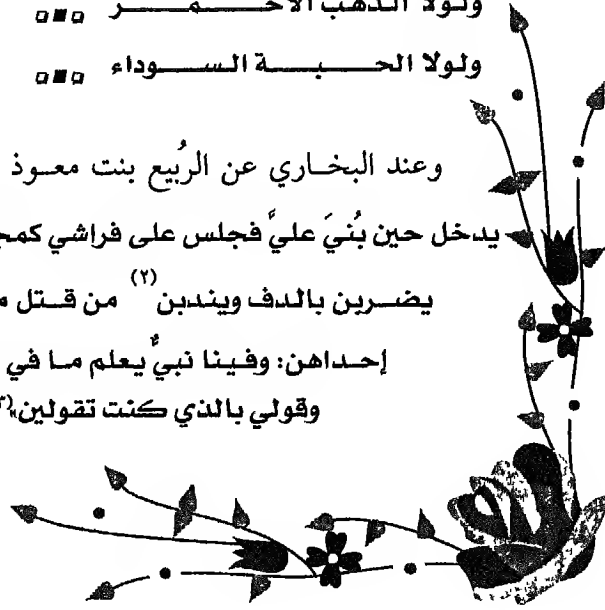 ولولا الذهب الأحمر
ولولا الحبة السوداء
وعند البخاري عن الرُبيع بنت معوذ
يدخل حين بُنيَ عليَّ فجلس على فراشي
يضربن بالدف ويندبن (٢) من قتل
إحداهن: وفينا نبيٌّ يعلم ما في
وقولي بالذي كنت تقولين»